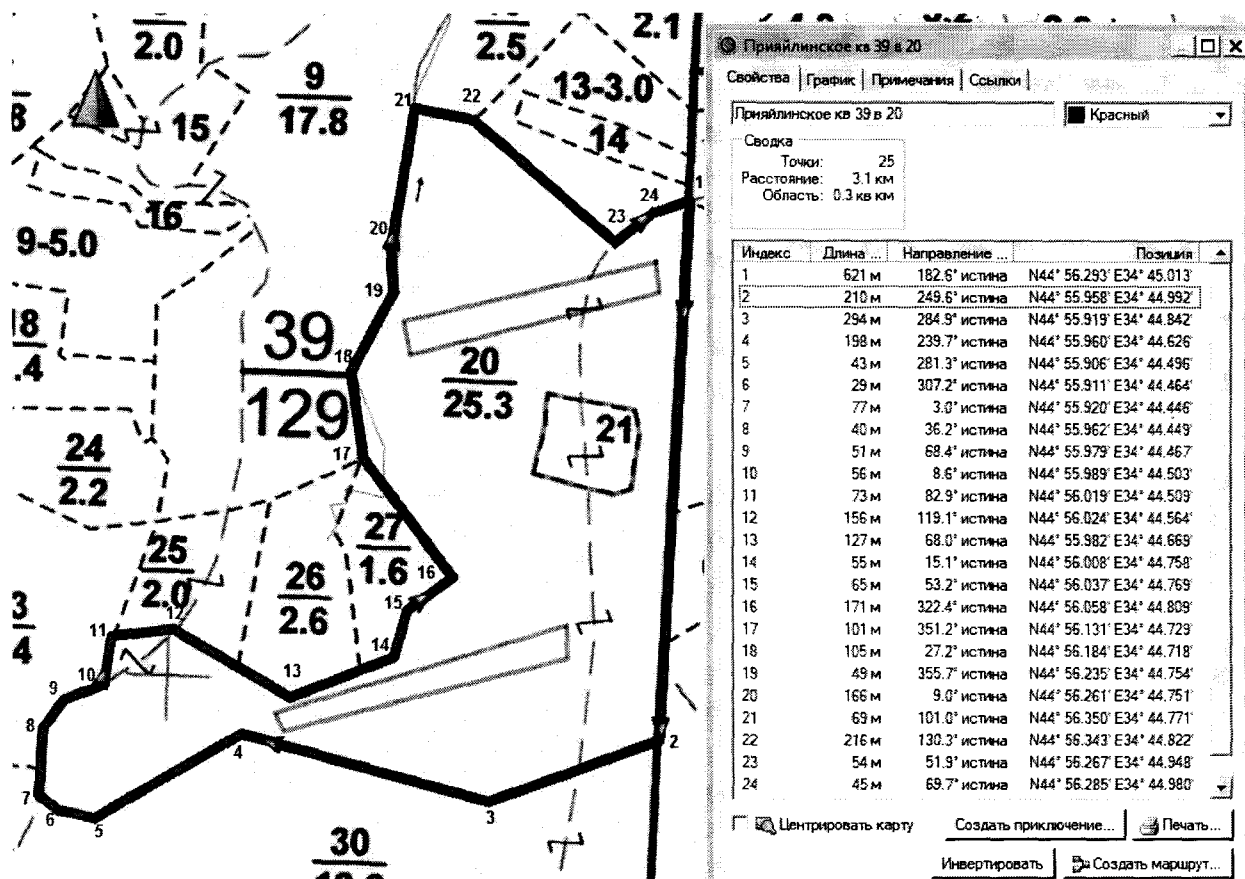 2.0
2.5
2.1
9
17.8
13-3.0
14
15
16
9-5.0
39
129
20
25.3
21
24
2.2
25
2.0
26
2.6
27
1.6
30
1
2
3
4
5
6
7
8
9
10
11
12
13
14
15
16
17
18
19
20
21
22
23
24
Прияйлинское кв 39 в 20
Свойства График Примечания Ссылки
Прияйлинское кв 39 в 20 Красный
Сводка
Точки: 25
Расстояние: 3.1 км
Область: 0.3 кв км
Индекс Длина ... Направление ... Позиция
1 621 м 182.6° истина N44° 56.293' E34° 45.013'
2 210 м 249.6° истина N44° 55.958' E34° 44.992'
3 294 м 284.9° истина N44° 55.919' E34° 44.842'
4 198 м 239.7° истина N44° 55.960' E34° 44.626'
5 43 м 281.3° истина N44° 55.906' E34° 44.496'
6 29 м 307.2° истина N44° 55.911' E34° 44.464'
7 77 м 3.0° истина N44° 55.920' E34° 44.446'
8 40 м 36.2° истина N44° 55.962' E34° 44.449'
9 51 м 68.4° истина N44° 55.979' E34° 44.467'
10 56 м 8.6° истина N44° 55.989' E34° 44.503'
11 73 м 82.9° истина N44° 56.019' E34° 44.509'
12 156 м 119.1° истина N44° 56.024' E34° 44.564'
13 127 м 68.0° истина N44° 55.982' E34° 44.669'
14 55 м 15.1° истина N44° 56.008' E34° 44.758'
15 65 м 53.2° истина N44° 56.037' E34° 44.769'
16 171 м 322.4° истина N44° 56.058' E34° 44.809'
17 101 м 351.2° истина N44° 56.131' E34° 44.729'
18 105 м 27.2° истина N44° 56.184' E34° 44.718'
19 49 м 355.7° истина N44° 56.235' E34° 44.754'
20 166 м 9.0° истина N44° 56.261' E34° 44.751'
21 69 м 101.0° истина N44° 56.350' E34° 44.771'
22 216 м 130.3° истина N44° 56.343' E34° 44.822'
23 54 м 51.9° истина N44° 56.267' E34° 44.948'
24 45 м 69.7° истина N44° 56.285' E34° 44.980'
Центрировать карту Создать приключение... Печать...
Инвертировать Создать маршрут...